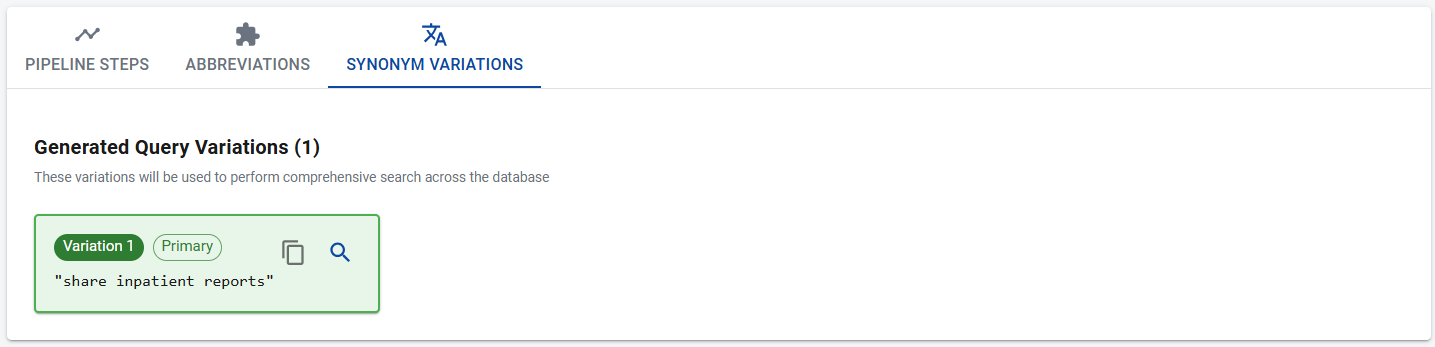 PIPELINE STEPS
ABBREVIATIONS
SYNONYM VARIATIONS
Generated Query Variations (1)
These variations will be used to perform comprehensive search across the database
Variation 1
Primary
"share inpatient reports"